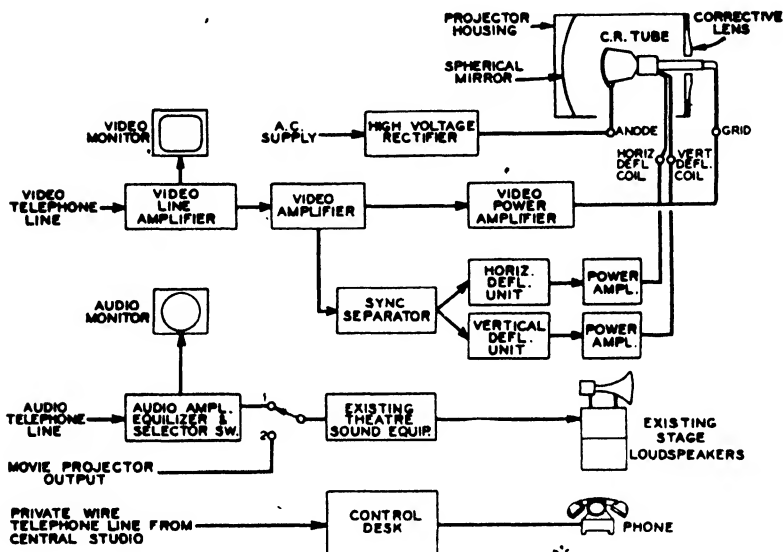 PROJECTOR
HOUSING
CORRECTIVE
LENS
C.R. TUBE
SPHERICAL
MIRROR
VIDEO
MONITOR
A.C.
SUPPLY
HIGH VOLTAGE
RECTIFIER
ANODE
GRID
HORIZ
DEFL
COIL
VERT
DEFL.
COIL
VIDEO
TELEPHONE
LINE
VIDEO
LINE
AMPLIFIER
VIDEO
AMPLIFIER
VIDEO
POWER
AMPLIFIER
HORIZ.
DEFL.
UNIT
POWER
AMPL.
SYNC
SEPARATOR
VERTICAL
DEFL.
UNIT
POWER
AMPL.
AUDIO
MONITOR
AUDIO
TELEPHONE
LINE
AUDIO AMPL.
EQUILIZER &
SELECTOR SW.
1
2
EXISTING
THEATRE
SOUND EQUIP.
EXISTING
STAGE
LOUDSPEAKERS
MOVIE PROJECTOR
OUTPUT
PRIVATE WIRE
TELEPHONE LINE FROM
CENTRAL STUDIO
CONTROL
DESK
PHONE